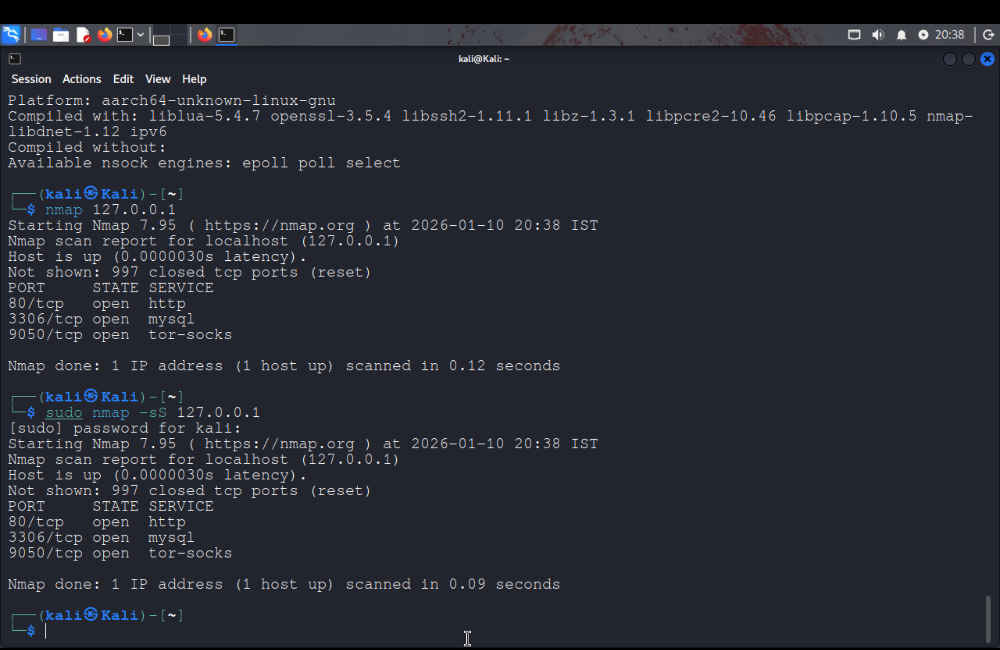 20:38
kali@Kali: ~
Session Actions Edit View Help
Platform: aarch64-unknown-linux-gnu
Compiled with: liblua-5.4.7 openssl-3.5.4 libssh2-1.11.1 libz-1.3.1 libpcre2-10.46 libpcap-1.10.5 nmap-
libdnet-1.12 ipv6
Compiled without:
Available nsock engines: epoll poll select
┌──(kali㉿Kali)-[~]
└─$ nmap 127.0.0.1
Starting Nmap 7.95 ( https://nmap.org ) at 2026-01-10 20:38 IST
Nmap scan report for localhost (127.0.0.1)
Host is up (0.0000030s latency).
Not shown: 997 closed tcp ports (reset)
PORT     STATE SERVICE
80/tcp   open  http
3306/tcp open  mysql
9050/tcp open  tor-socks
Nmap done: 1 IP address (1 host up) scanned in 0.12 seconds
┌──(kali㉿Kali)-[~]
└─$ sudo nmap -sS 127.0.0.1
[sudo] password for kali:
Starting Nmap 7.95 ( https://nmap.org ) at 2026-01-10 20:38 IST
Nmap scan report for localhost (127.0.0.1)
Host is up (0.0000030s latency).
Not shown: 997 closed tcp ports (reset)
PORT     STATE SERVICE
80/tcp   open  http
3306/tcp open  mysql
9050/tcp open  tor-socks
Nmap done: 1 IP address (1 host up) scanned in 0.09 seconds
┌──(kali㉿Kali)-[~]
└─$